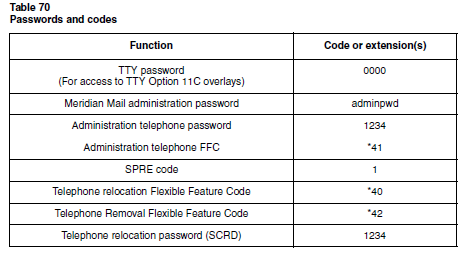 Table 70
Passwords and codes
Function Code or extension(s)
TTY password 0000
(For access to TTY Option 11C overlays)
Meridian Mail administration password adminpwd
Administration telephone password 1234
Administration telephone FFC *41
SPRE code 1
Telephone relocation Flexible Feature Code *40
Telephone Removal Flexible Feature Code *42
Telephone relocation password (SCRD) 1234